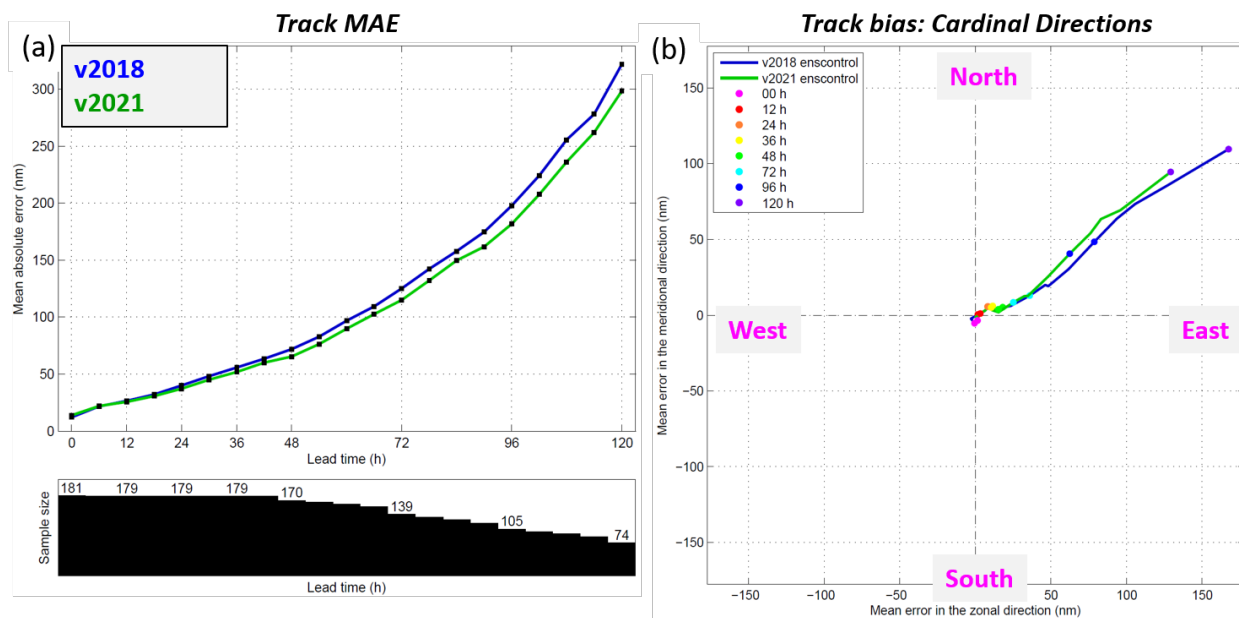 Track MAE
(a)
v2018
v2021
Mean absolute error (nm)
300
250
200
150
100
50
0
0 12 24 36 48 72 96 120
Lead time (h)
Sample size
181 179 179 179 170 139 105 74
Lead time (h)
Track bias: Cardinal Directions
(b)
v2018 enscontrol
v2021 enscontrol
00 h
12 h
24 h
36 h
48 h
72 h
96 h
120 h
North
West
East
South
Mean error in the meridional direction (nm)
150
100
50
0
−50
−100
−150
−150 −100 −50 0 50 100 150
Mean error in the zonal direction (nm)